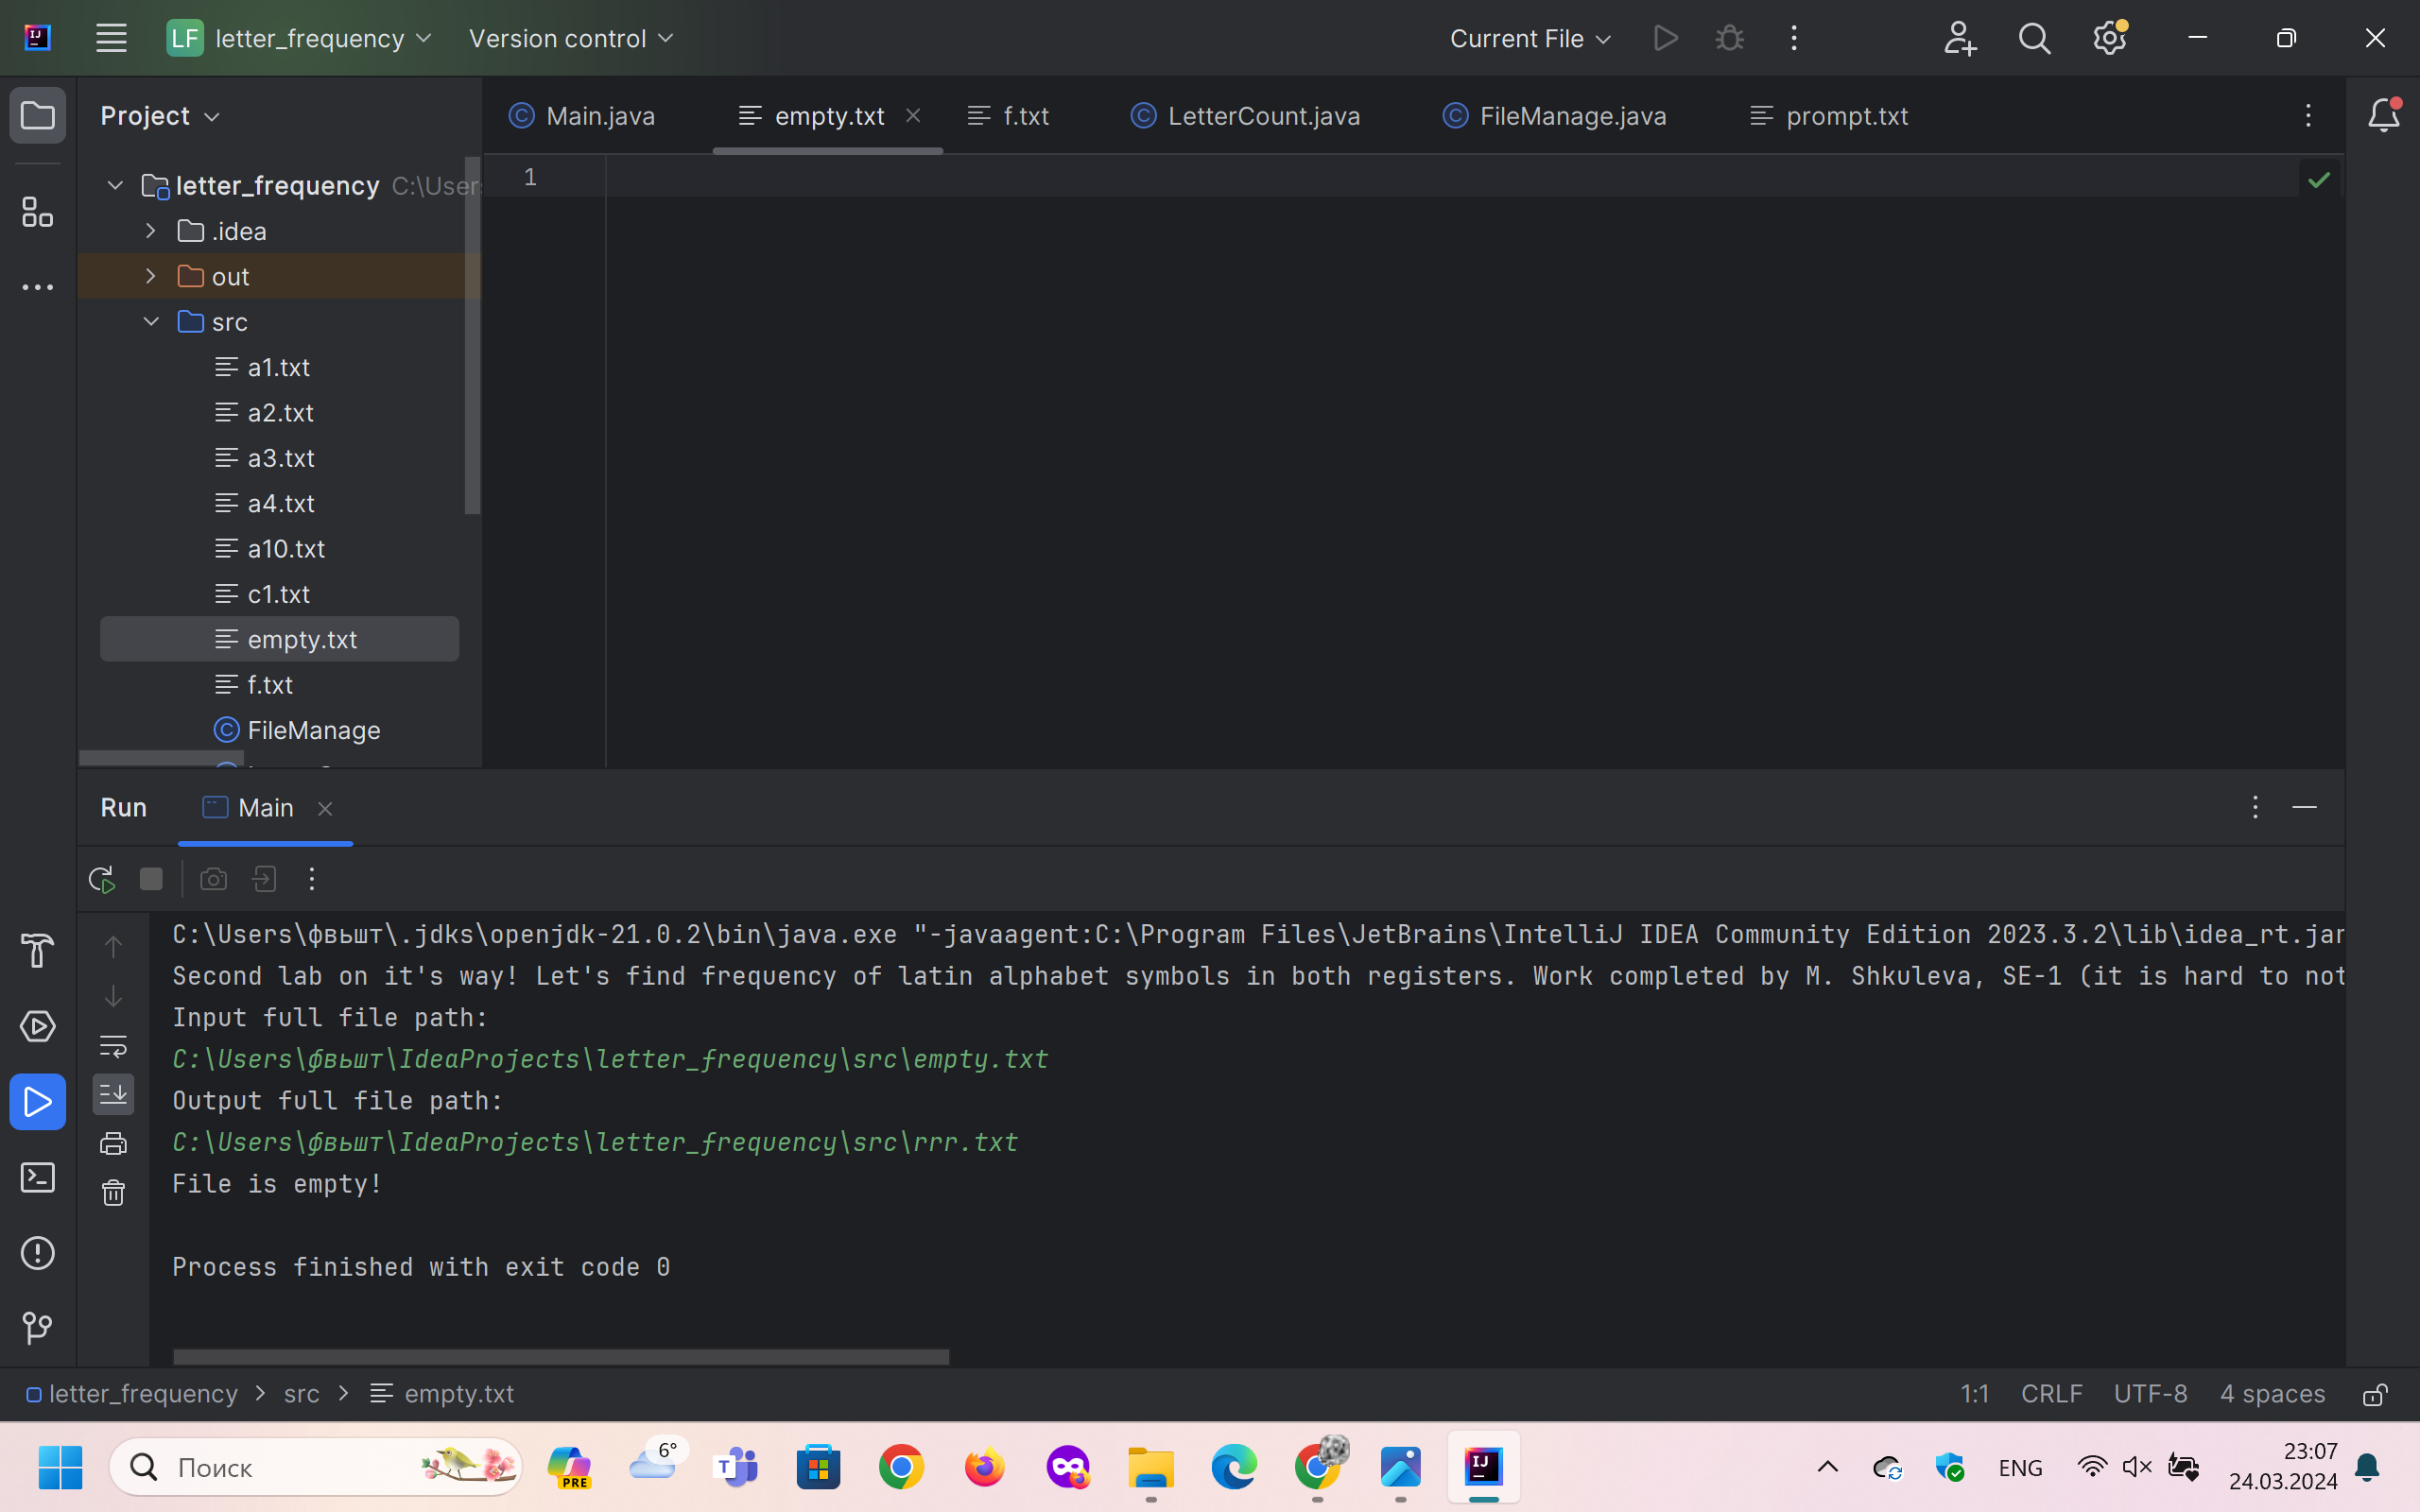 LF letter_frequency Version control Current File
Project
Main.java empty.txt f.txt LetterCount.java FileManage.java prompt.txt
letter_frequency C:\User
1
.idea
out
src
a1.txt
a2.txt
a3.txt
a4.txt
a10.txt
c1.txt
empty.txt
f.txt
FileManage
Run Main
C:\Users\фвьшт\.jdks\openjdk-21.0.2\bin\java.exe "-javaagent:C:\Program Files\JetBrains\IntelliJ IDEA Community Edition 2023.3.2\lib\idea_rt.jar
Second lab on it's way! Let's find frequency of latin alphabet symbols in both registers. Work completed by M. Shkuleva, SE-1 (it is hard to not
Input full file path:
C:\Users\фвьшт\IdeaProjects\letter_frequency\src\empty.txt
Output full file path:
C:\Users\фвьшт\IdeaProjects\letter_frequency\src\rrr.txt
File is empty!
Process finished with exit code 0
letter_frequency > src > empty.txt 1:1 CRLF UTF-8 4 spaces
Поиск PRE 6° T IJ ENG 23:07
24.03.2024